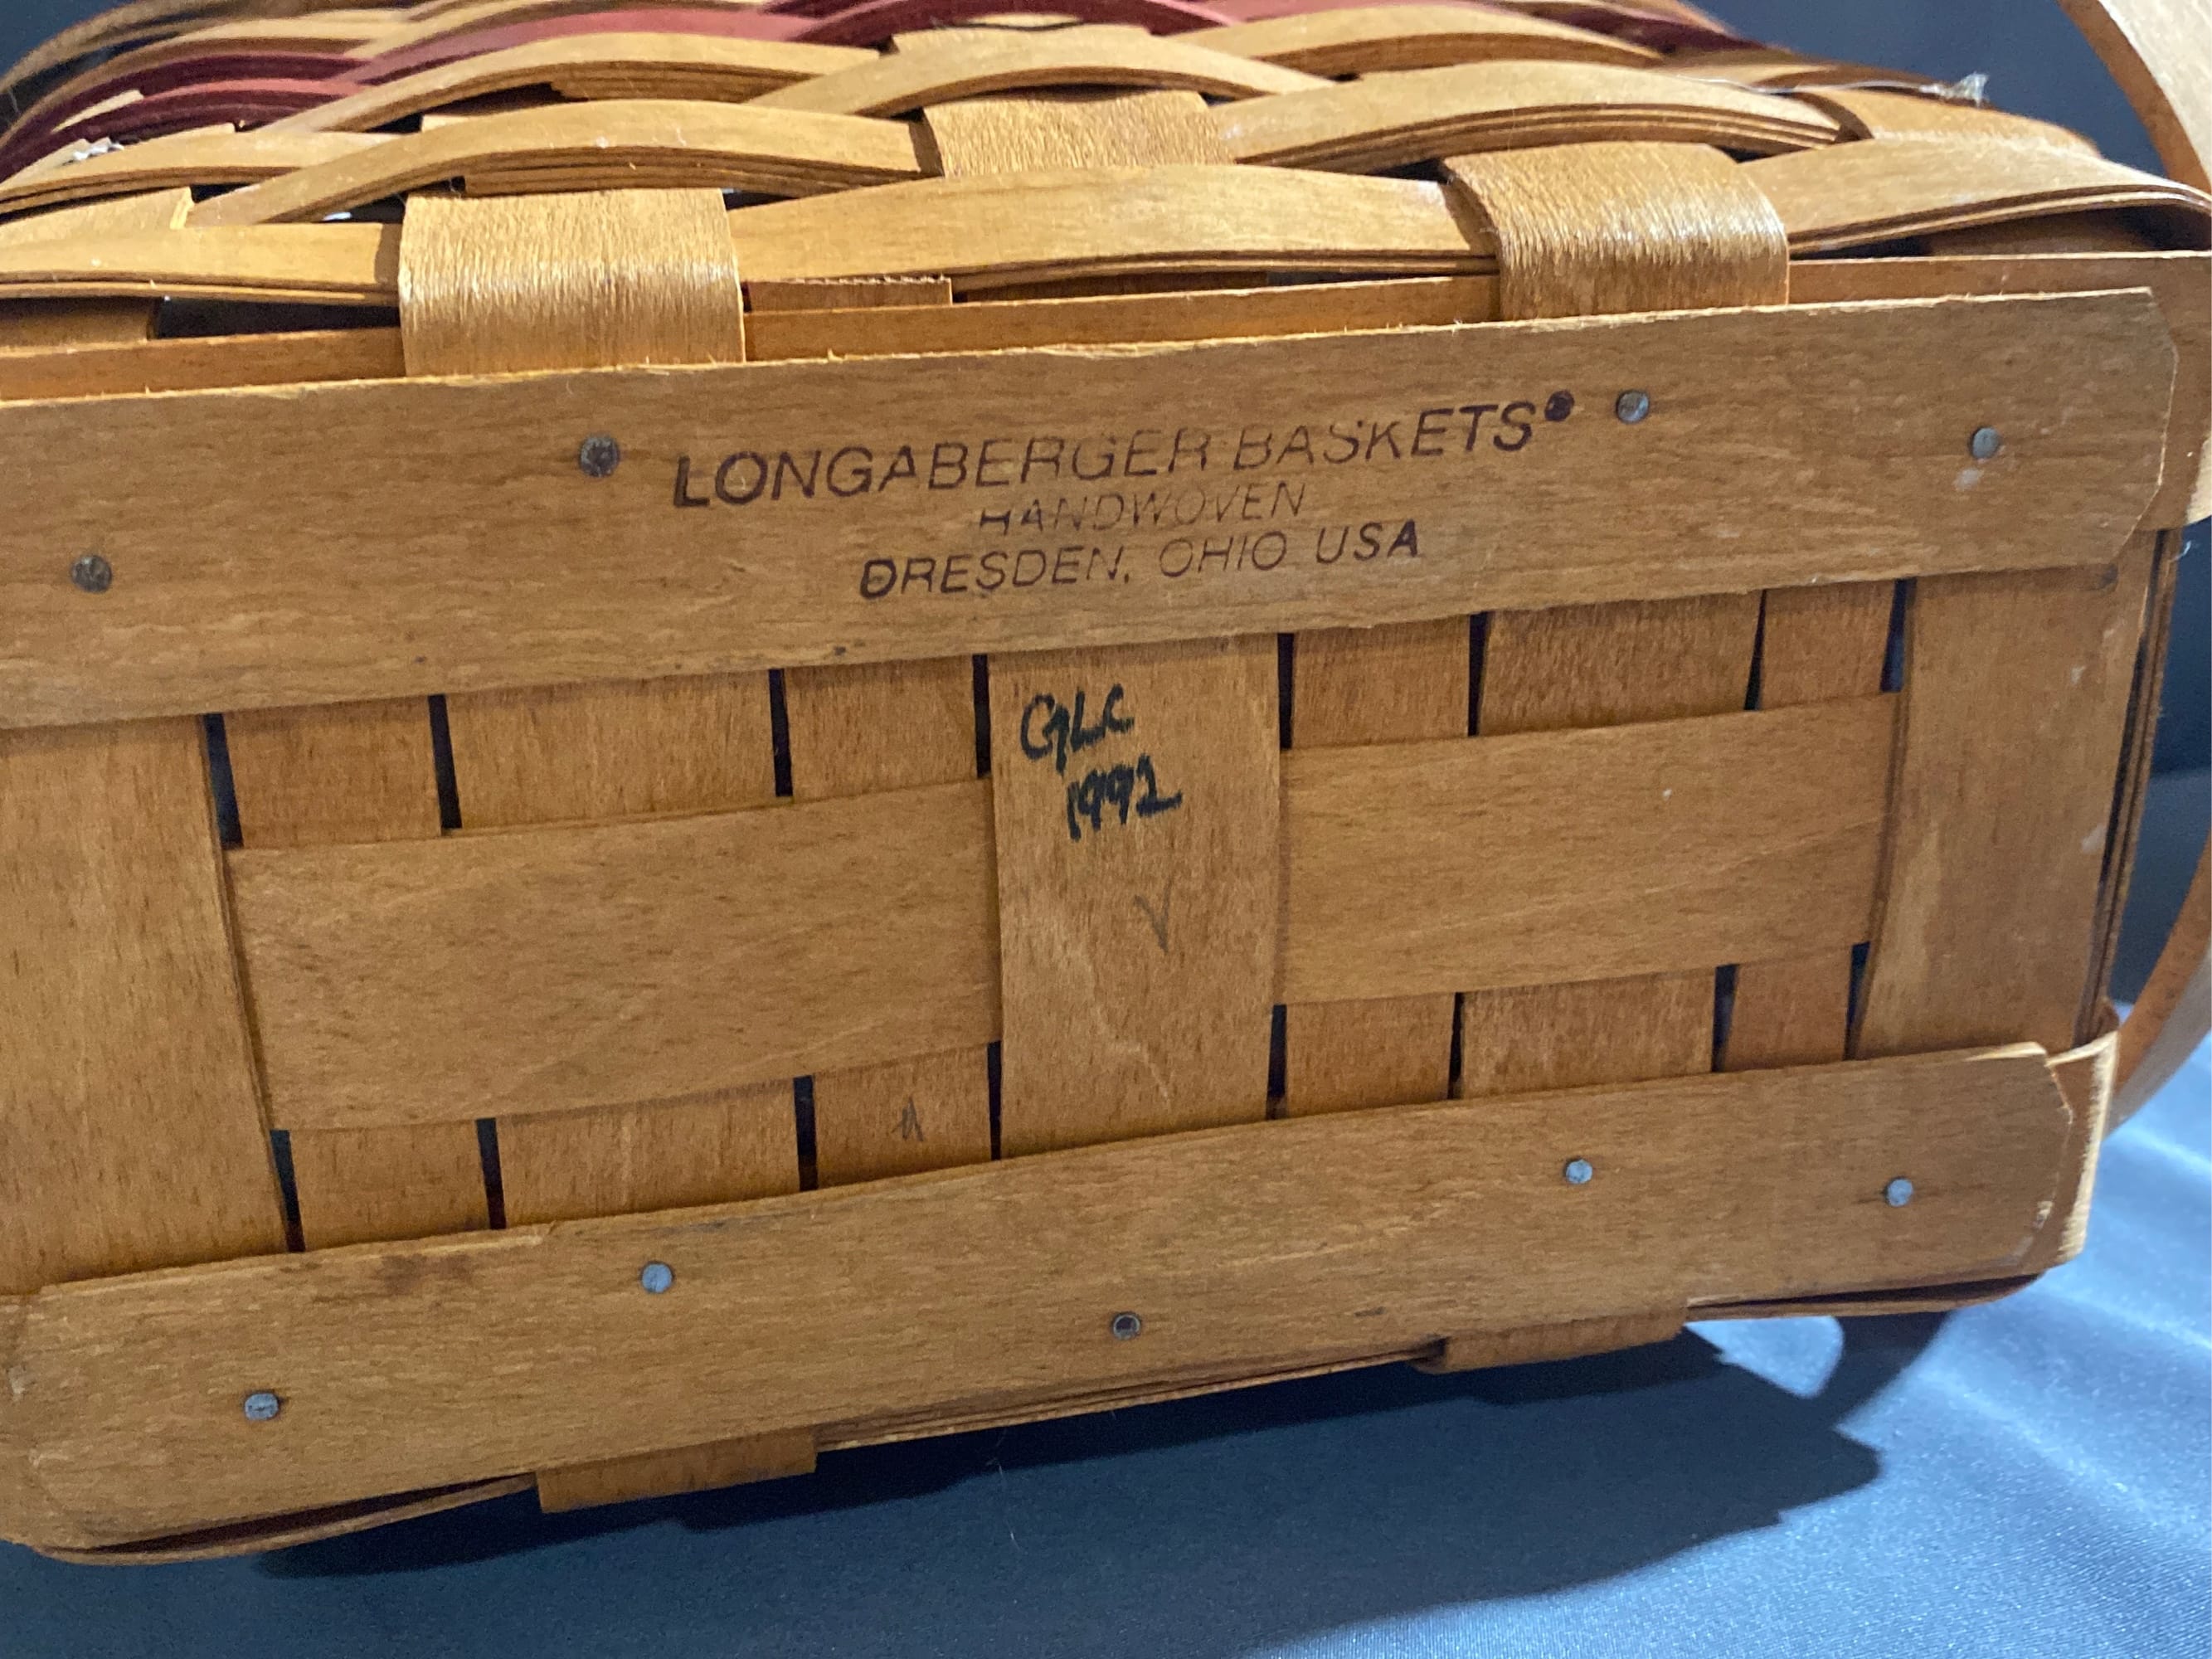 LONGABERGER BASKETS®
HANDWOVEN
DRESDEN, OHIO USA
GLC
1992